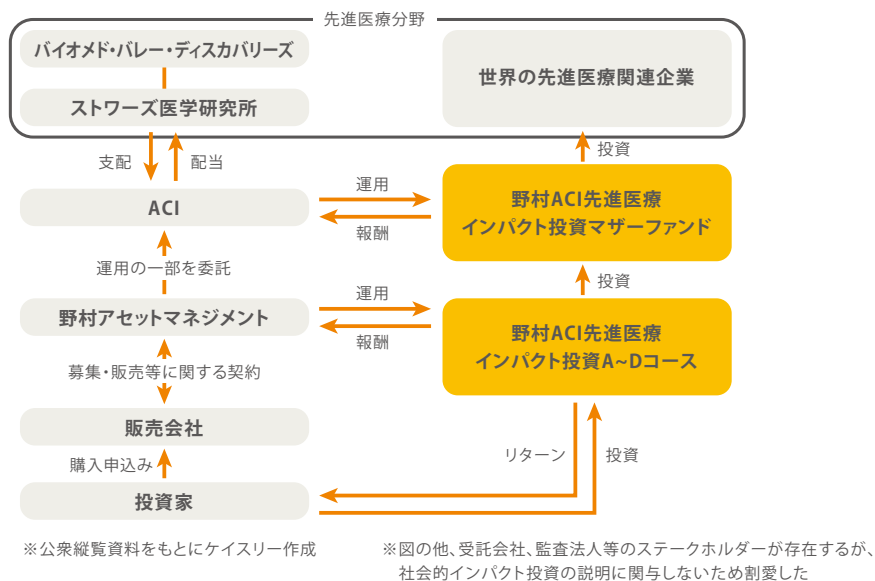 先進医療分野
バイオメド・バレー・ディスカバリーズ
ストワーズ医学研究所
世界の先進医療関連企業
支配
配当
投資
ACI
運用
報酬
野村ACI先進医療
インパクト投資マザーファンド
運用の一部を委託
投資
野村アセットマネジメント
運用
報酬
野村ACI先進医療
インパクト投資A~Dコース
募集・販売等に関する契約
販売会社
購入申込み
リターン
投資
投資家
※公衆縦覧資料をもとにケイスリー作成
※図の他、受託会社、監査法人等のステークホルダーが存在するが、
社会的インパクト投資の説明に関与しないため割愛した